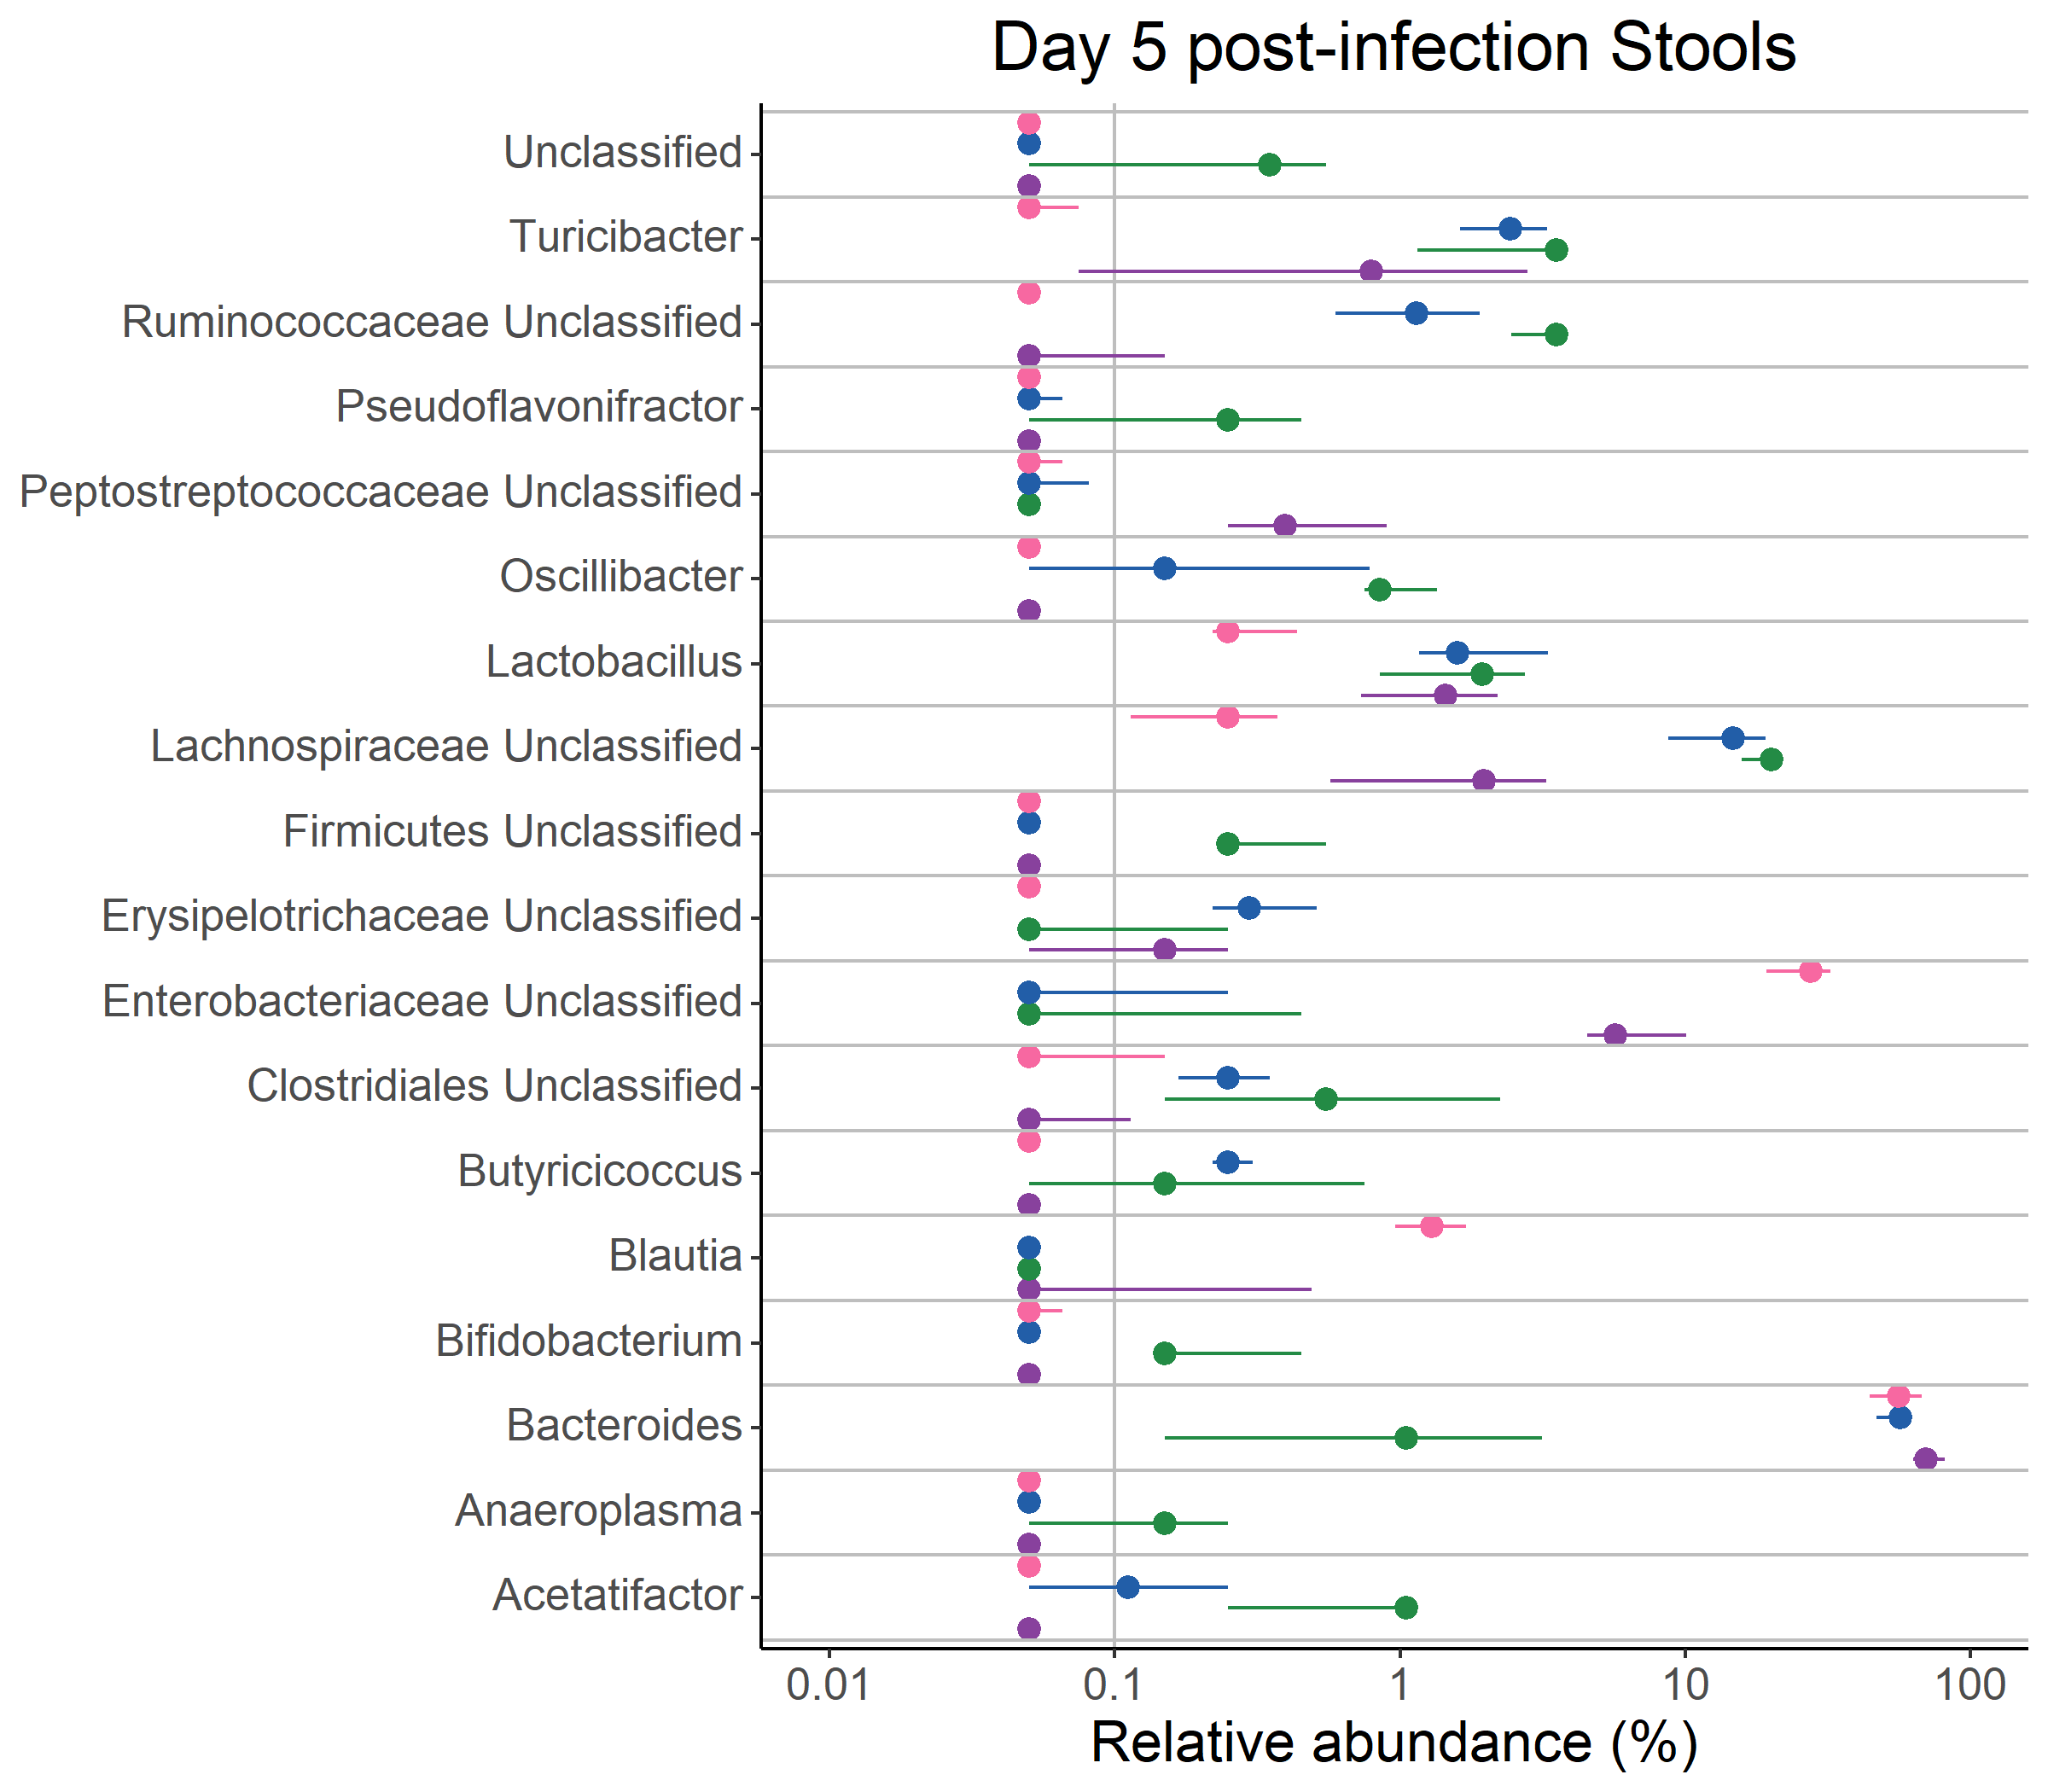 Day 5 post-infection Stools
Unclassified
Turicibacter
Ruminococcaceae Unclassified
Pseudoflavonifractor
Peptostreptococcaceae Unclassified
Oscillibacter
Lactobacillus
Lachnospiraceae Unclassified
Firmicutes Unclassified
Erysipelotrichaceae Unclassified
Enterobacteriaceae Unclassified
Clostridiales Unclassified
Butyricicoccus
Blautia
Bifidobacterium
Bacteroides
Anaeroplasma
Acetatifactor
0.01 0.1 1 10 100
Relative abundance (%)